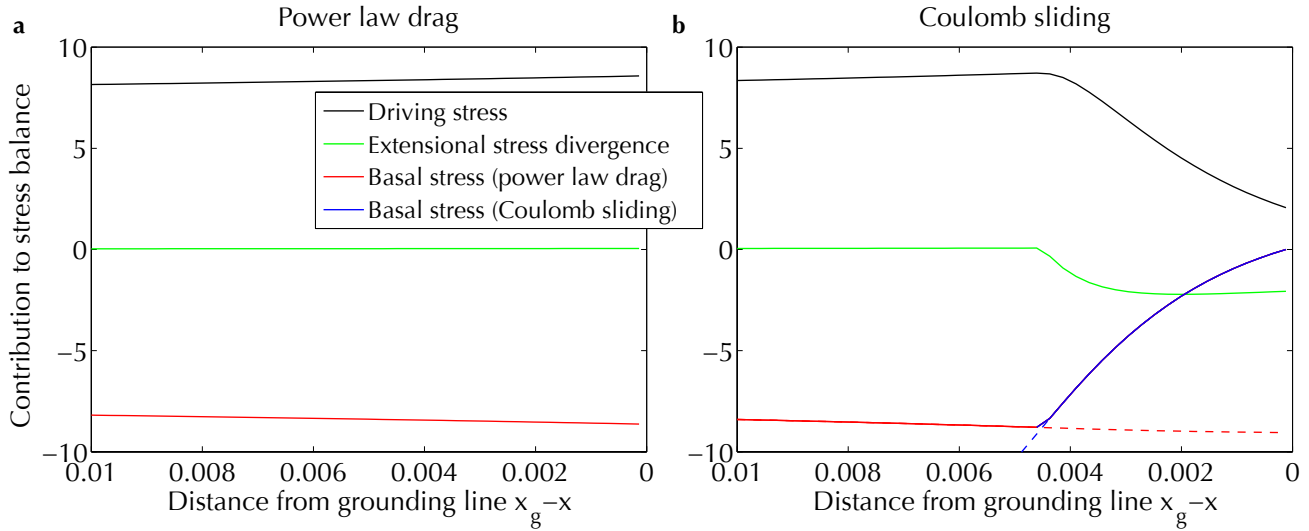 a Power law drag
10
5
0
−5
−10
0.01 0.008 0.006 0.004 0.002 0
Distance from grounding line x_g−x
Contribution to stress balance
Driving stress
Extensional stress divergence
Basal stress (power law drag)
Basal stress (Coulomb sliding)
b Coulomb sliding
10
5
0
−5
−10
0.01 0.008 0.006 0.004 0.002 0
Distance from grounding line x_g−x